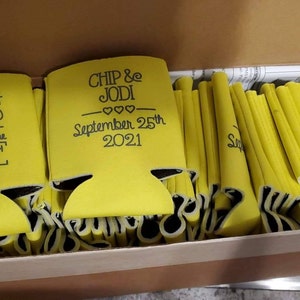 CHIP &
JODI
September 25th
2021